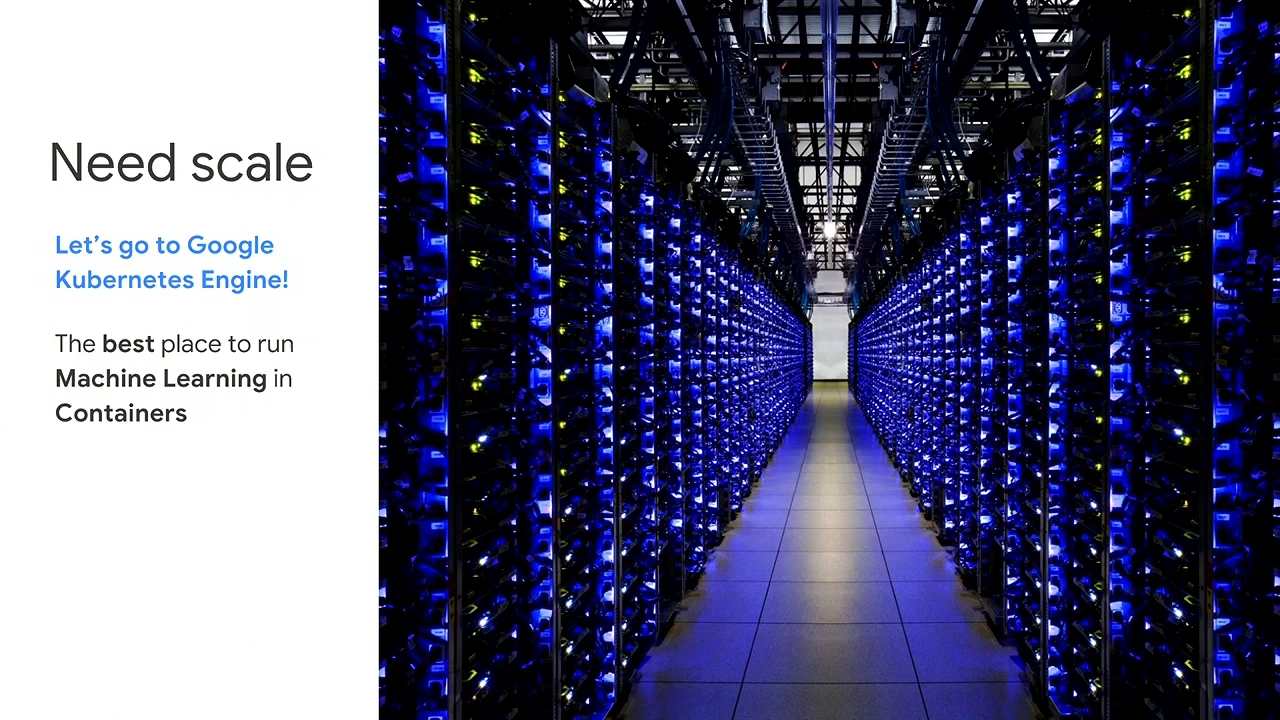 Need scale
Let’s go to Google
Kubernetes Engine!
The best place to run
Machine Learning in
Containers